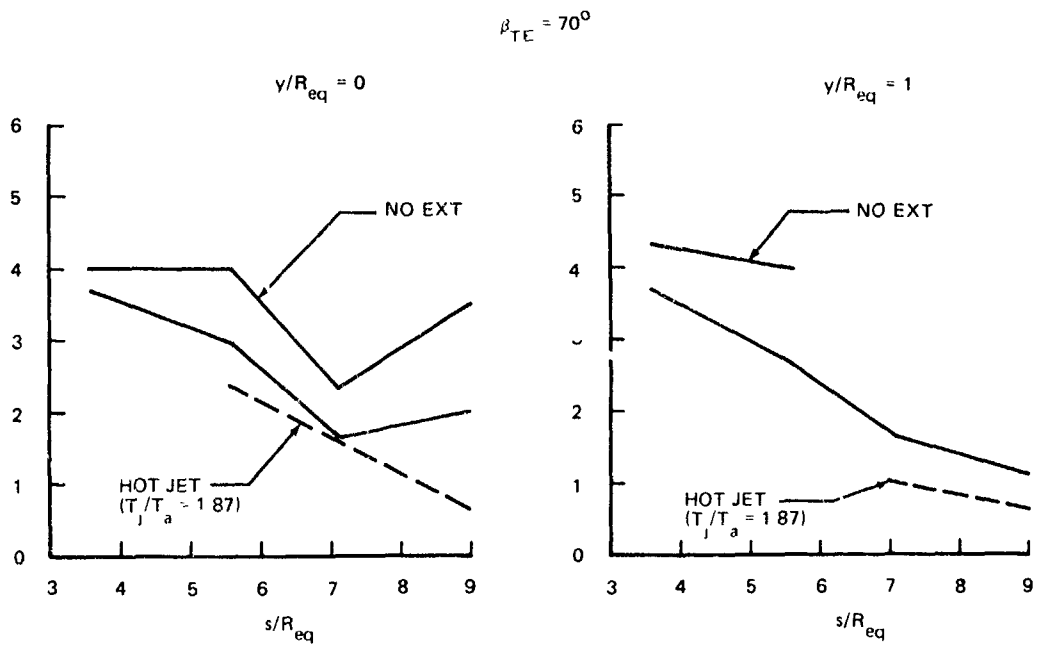 β_TE = 70°
y/R_eq = 0
6
5
4
3
2
1
0
NO EXT
HOT JET
(T_J/T_a = 1 87)
3 4 5 6 7 8 9
s/R_eq
y/R_eq = 1
6
5
4
2
1
0
NO EXT
HOT JET
(T_J/T_a = 1 87)
3 4 5 6 7 8 9
s/R_eq